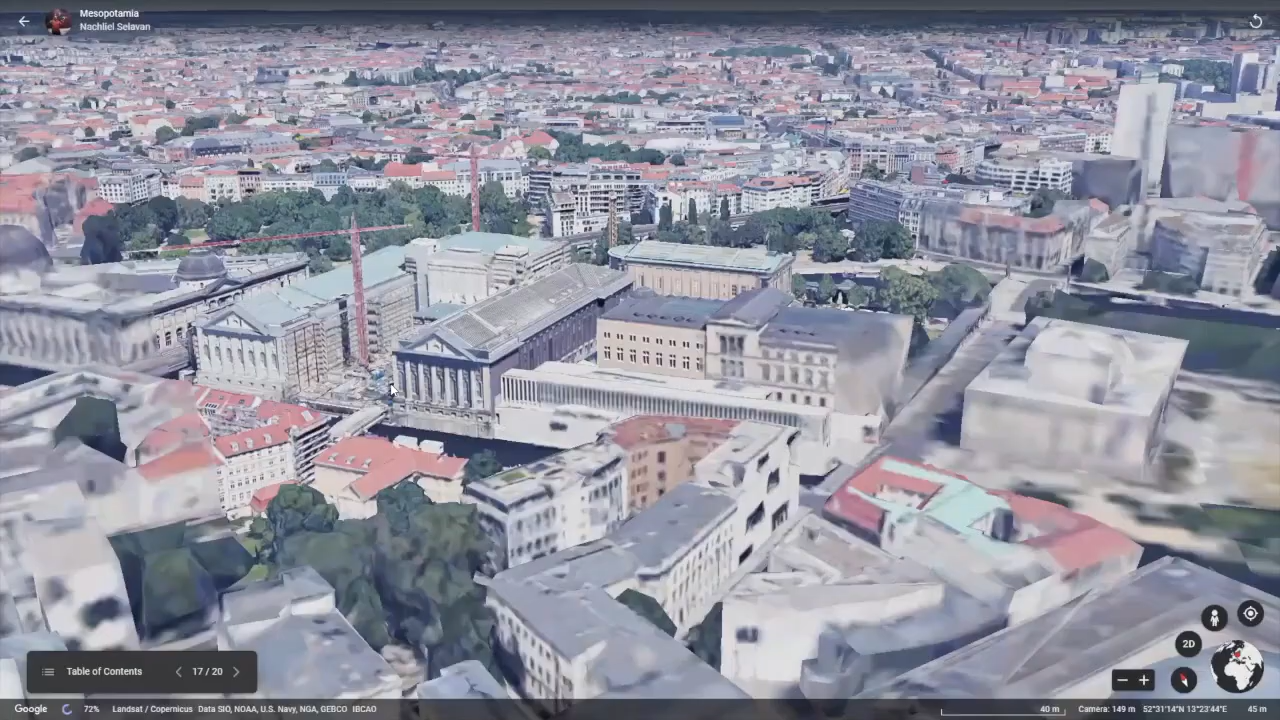 Mesopotamia
Nachliel Selavan
Table of Contents
17 / 20
2D
Google
72%
Landsat / Copernicus Data SIO, NOAA, U.S. Navy, NGA, GEBCO IBCAO
40 m
Camera: 149 m 52°31'14"N 13°23'44"E
45 m